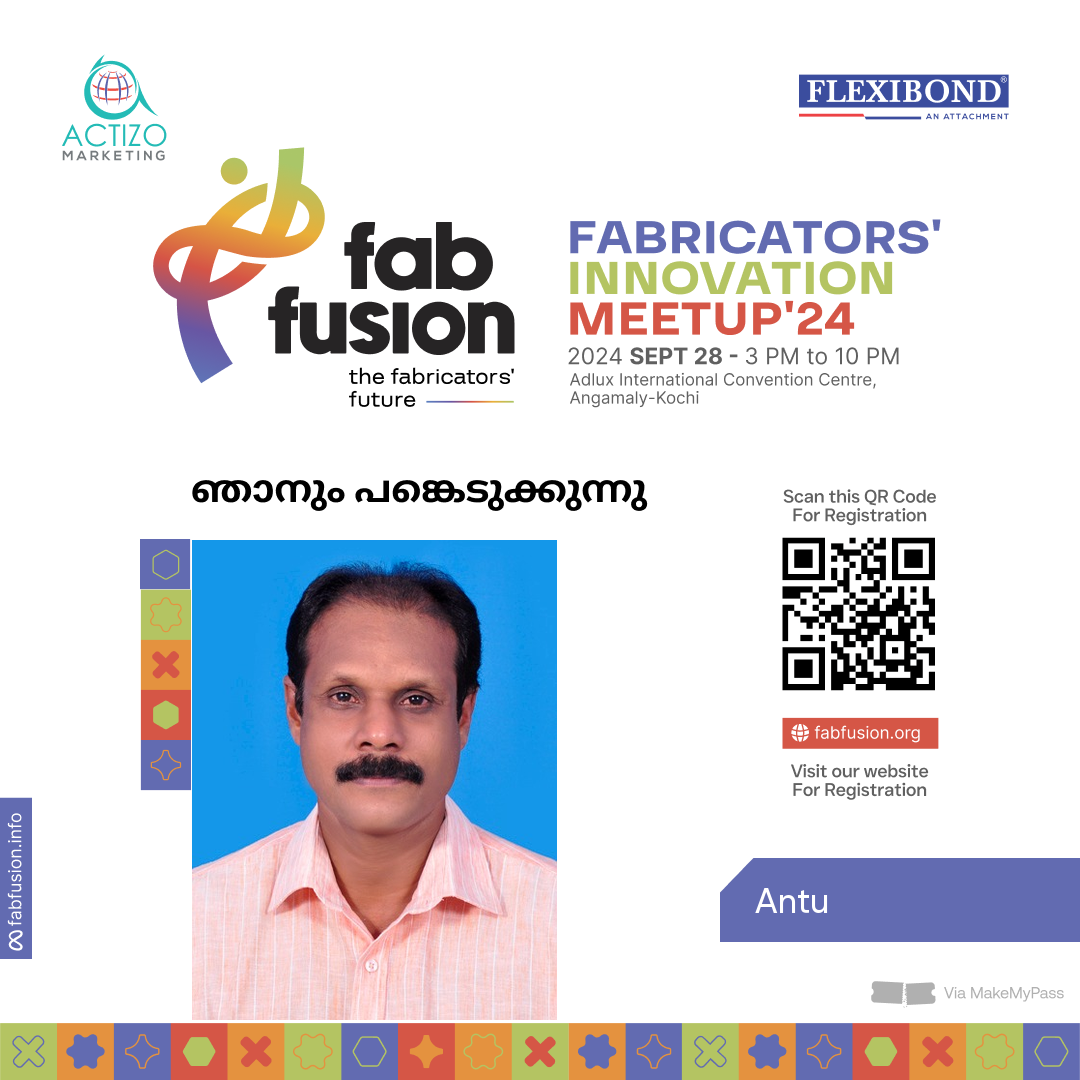 ACTIZO
MARKETING
FLEXIBOND®
AN ATTACHMENT
fab
fusion
the fabricators'
future
FABRICATORS'
INNOVATION
MEETUP'24
2024 SEPT 28 - 3 PM to 10 PM
Adlux International Convention Centre,
Angamaly-Kochi
ഞാനും പങ്കെടുക്കുന്നു
Scan this QR Code
For Registration
fabfusion.org
Visit our website
For Registration
fabfusion.info
Antu
Via MakeMyPass